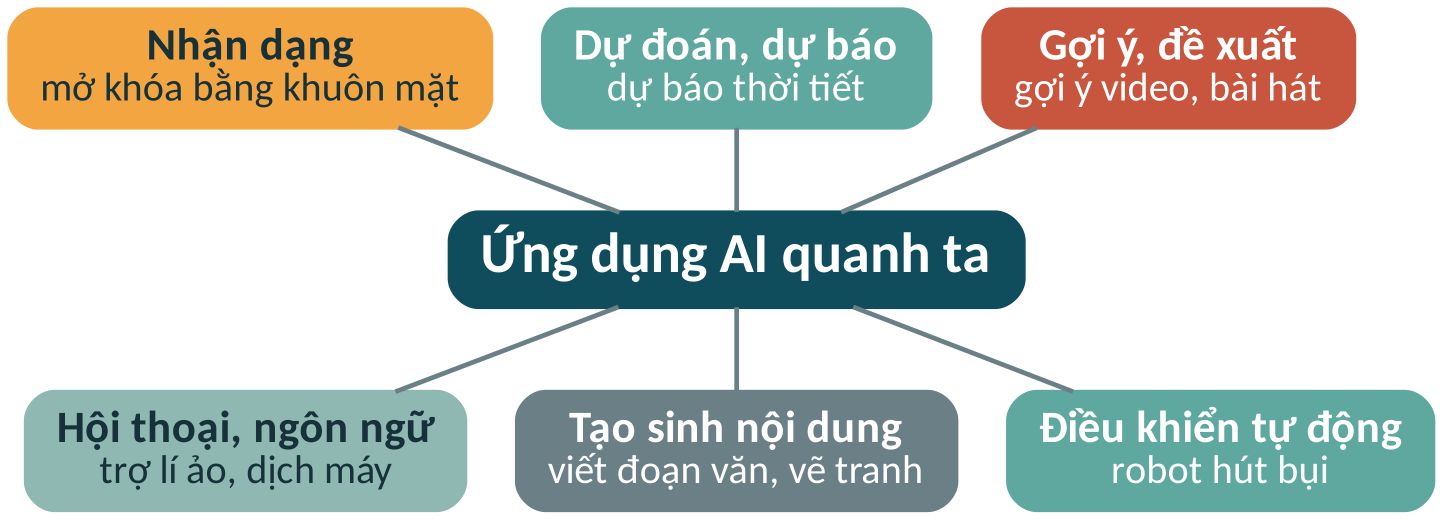 Nhận dạng
mở khóa bằng khuôn mặt
Dự đoán, dự báo
dự báo thời tiết
Gợi ý, đề xuất
gợi ý video, bài hát
Ứng dụng AI quanh ta
Hội thoại, ngôn ngữ
trợ lí ảo, dịch máy
Tạo sinh nội dung
viết đoạn văn, vẽ tranh
Điều khiển tự động
robot hút bụi